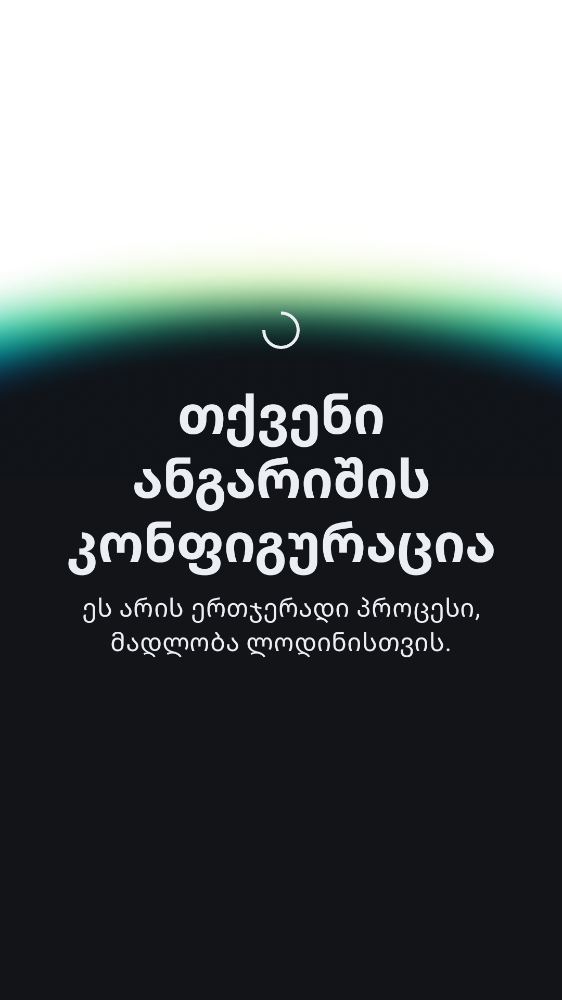 თქვენი
ანგარიშის
კონფიგურაცია
ეს არის ერთჯერადი პროცესი,
მადლობა ლოდინისთვის.